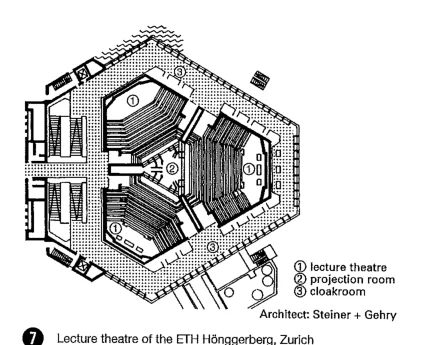 ③
①
②
①
①
③
① lecture theatre
② projection room
③ cloakroom
Architect: Steiner + Gehry
7 Lecture theatre of the ETH Hönggerberg, Zurich